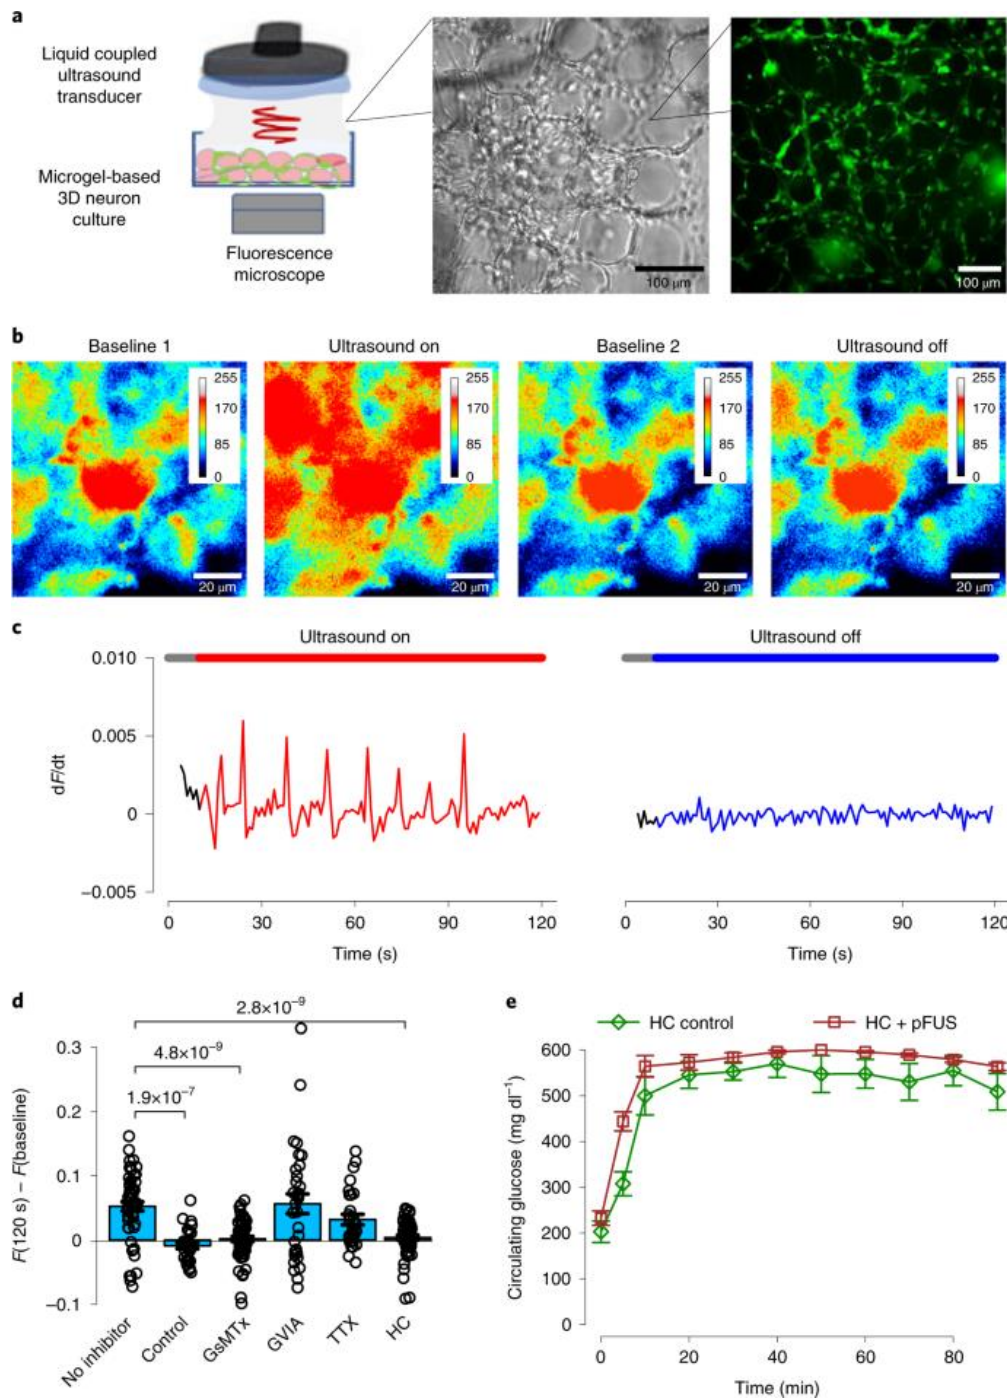 a
Liquid coupled
ultrasound
transducer
Microgel-based
3D neuron
culture
Fluorescence
microscope
100 μm
100 μm
b
Baseline 1
Ultrasound on
Baseline 2
Ultrasound off
255
170
85
0
20 μm
255
170
85
0
20 μm
255
170
85
0
20 μm
255
170
85
0
20 μm
c
Ultrasound on
Ultrasound off
0.010
0.005
0
−0.005
dF/dt
0 30 60 90 120
0 30 60 90 120
Time (s)
Time (s)
d
2.8×10⁻⁹
4.8×10⁻⁹
1.9×10⁻⁷
0.3
0.2
0.1
0
−0.1
F(120 s) − F(baseline)
No inhibitor
Control
GsMTx
GVIA
TTX
HC
e
HC control
HC + pFUS
600
500
400
300
200
100
0
Circulating glucose (mg dl⁻¹)
0 20 40 60 80
Time (min)